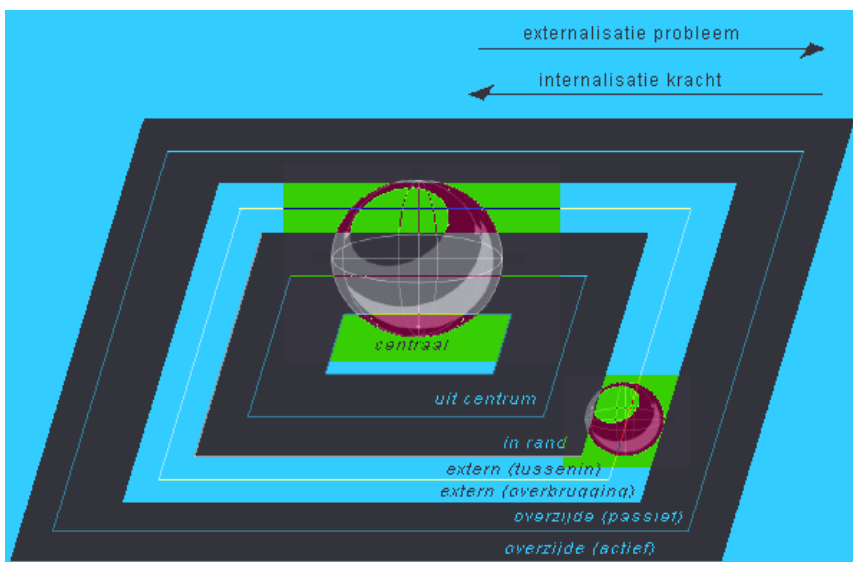 externalisatie probleem
internalisatie kracht
centraal
uit centrum
in rand
extern (tussenin)
extern (overbrugging)
overzijde (passief)
overzijde (actief)